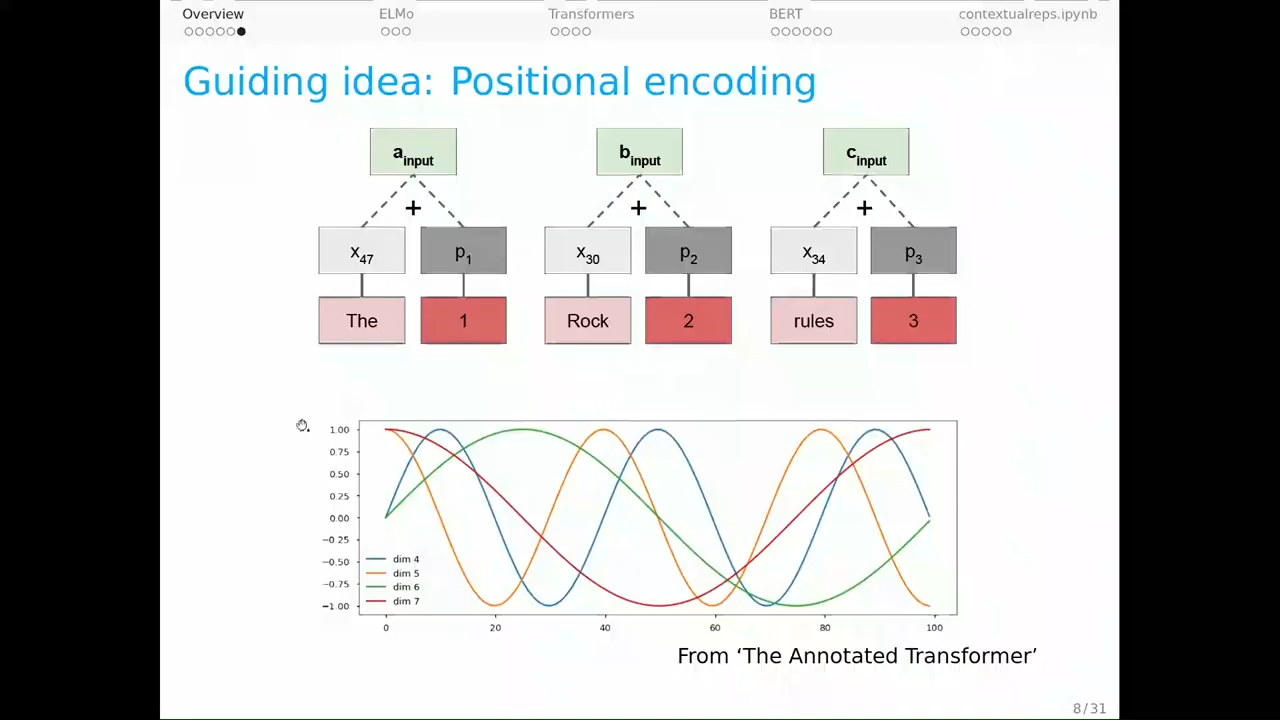 Overview ELMo Transformers BERT contextualreps.ipynb
Guiding idea: Positional encoding
a input b input c input
+ + +
x47 p1 x30 p2 x34 p3
The 1 Rock 2 rules 3
1.00
0.75
0.50
0.25
0.00
−0.25
−0.50
−0.75
−1.00
dim 4
dim 5
dim 6
dim 7
0 20 40 60 80 100
From ‘The Annotated Transformer’
8/31